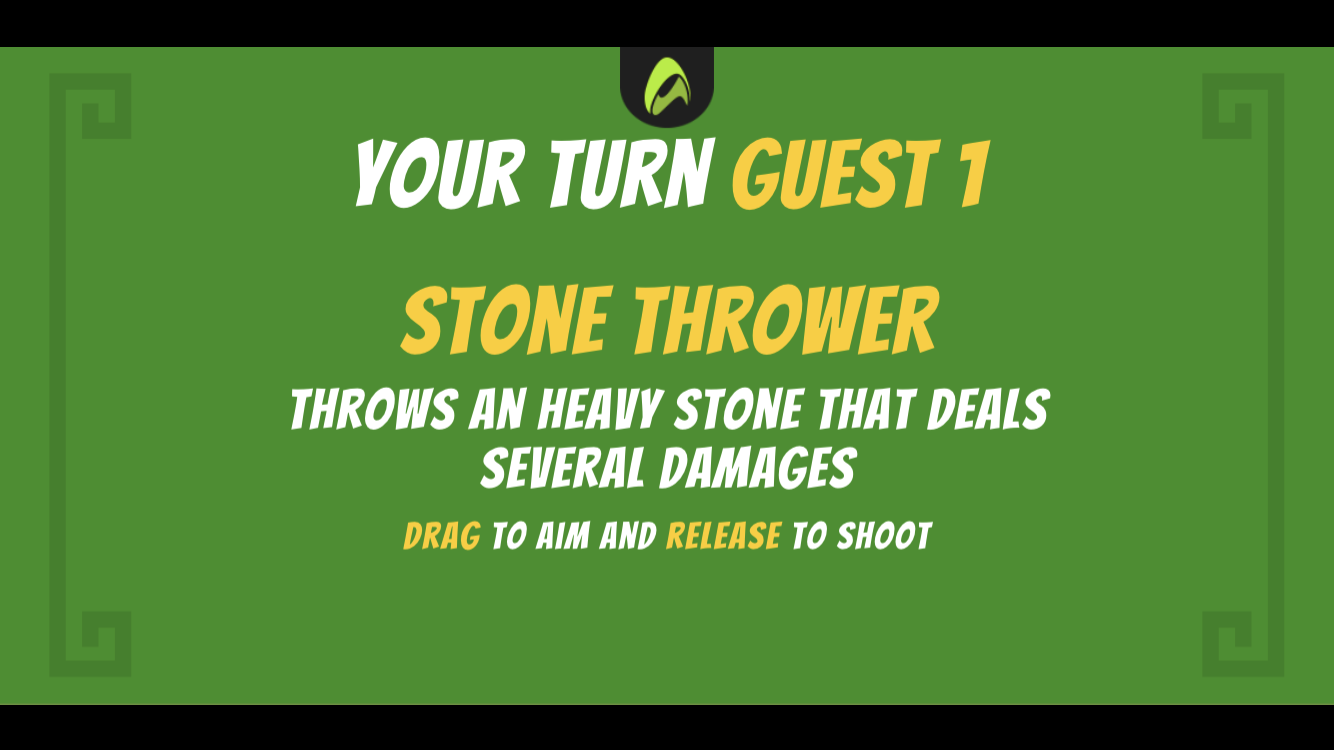 YOUR TURN GUEST 1
STONE THROWER
THROWS AN HEAVY STONE THAT DEALS
SEVERAL DAMAGES
DRAG TO AIM AND RELEASE TO SHOOT